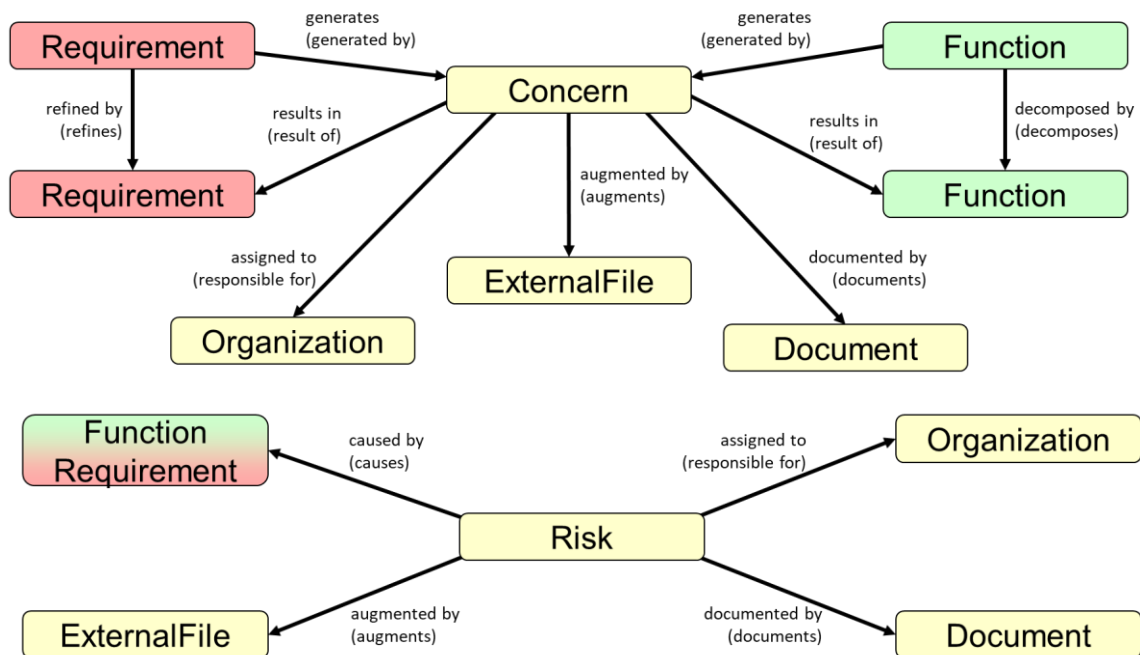 generates
(generated by)
generates
(generated by)
Requirement
Function
Concern
refined by
(refines)
results in
(result of)
results in
(result of)
decomposed by
(decomposes)
augmented by
(augments)
Requirement
Function
assigned to
(responsible for)
documented by
(documents)
ExternalFile
Organization
Document
Function
Requirement
caused by
(causes)
assigned to
(responsible for)
Organization
Risk
augmented by
(augments)
documented by
(documents)
ExternalFile
Document